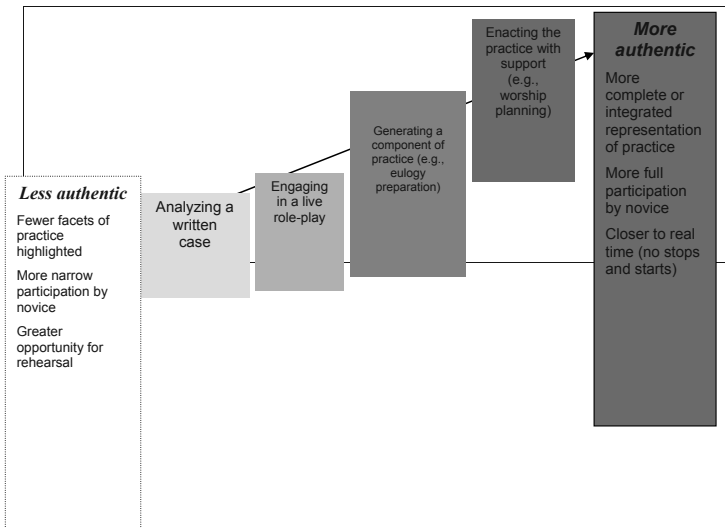 Less authentic
Fewer facets of
practice
highlighted
More narrow
participation by
novice
Greater
opportunity for
rehearsal
Analyzing a
written
case
Engaging
in a live
role-play
Generating a
component of
practice (e.g.,
eulogy
preparation)
Enacting the
practice with
support
(e.g.,
worship
planning)
More
authentic
More
complete or
integrated
representation
of practice
More full
participation
by novice
Closer to real
time (no stops
and starts)